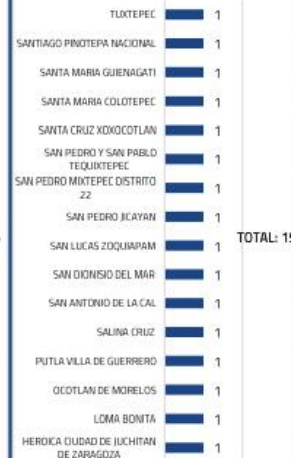 TUXTEPEC 1
SANTIAGO PINOTEPA NACIONAL 1
SANTA MARIA GUIENAGATI 1
SANTA MARIA COLOTEPEC 1
SANTA CRUZ XOXOCOTLAN 1
SAN PEDRO Y SAN PABLO
TEQUIXTEPEC 1
SAN PEDRO MIXTEPEC DISTRITO
22 1
SAN PEDRO JICAYAN 1
SAN LUCAS ZOQUIAPAM 1
TOTAL: 15
SAN DIONISIO DEL MAR 1
SAN ANTONIO DE LA CAL 1
SALINA CRUZ 1
PUTLA VILLA DE GUERRERO 1
OCOTLAN DE MORELOS 1
LOMA BONITA 1
HEROICA CIUDAD DE JUCHITAN
DE ZARAGOZA 1